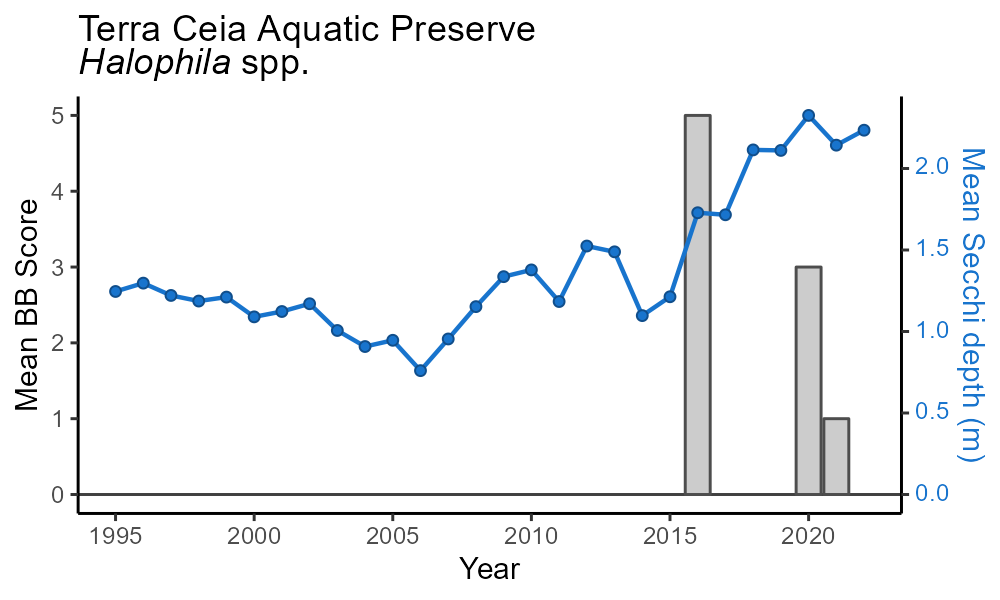 Terra Ceia Aquatic Preserve
Halophila spp.
5
4
3
2
1
0
Mean BB Score
2.0
1.5
1.0
0.5
0.0
Mean Secchi depth (m)
1995 2000 2005 2010 2015 2020
Year